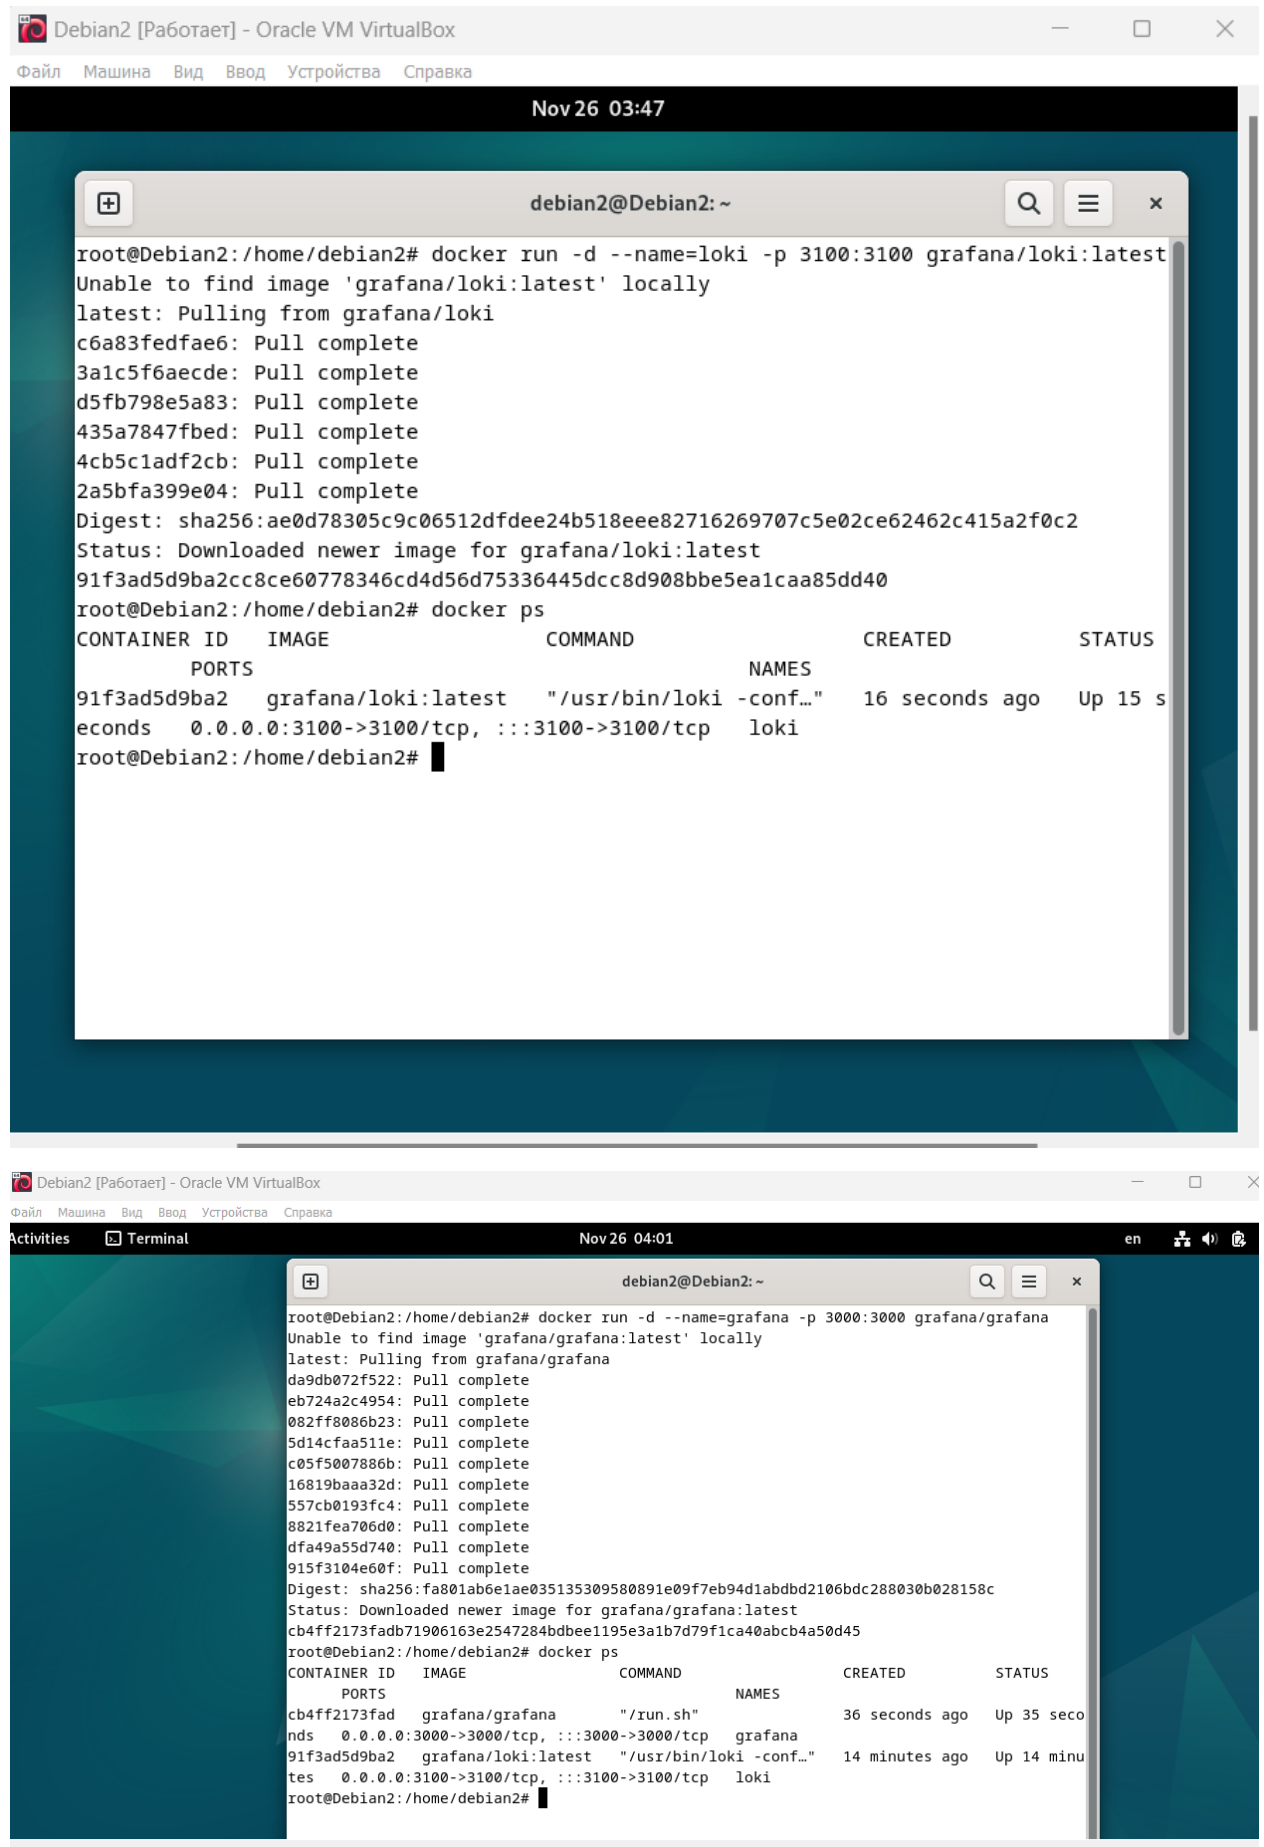 Debian2 [Работает] - Oracle VM VirtualBox
Файл Машина Вид Ввод Устройства Справка
Nov 26 03:47
debian2@Debian2: ~
root@Debian2:/home/debian2# docker run -d --name=loki -p 3100:3100 grafana/loki:latest
Unable to find image 'grafana/loki:latest' locally
latest: Pulling from grafana/loki
c6a83fedfae6: Pull complete
3a1c5f6aecde: Pull complete
d5fb798e5a83: Pull complete
435a7847fbed: Pull complete
4cb5c1adf2cb: Pull complete
2a5bfa399e04: Pull complete
Digest: sha256:ae0d78305c9c06512dfdee24b518eee82716269707c5e02ce62462c415a2f0c2
Status: Downloaded newer image for grafana/loki:latest
91f3ad5d9ba2cc8ce60778346cd4d56d75336445dcc8d908bbe5ea1caa85dd40
root@Debian2:/home/debian2# docker ps
CONTAINER ID IMAGE COMMAND CREATED STATUS
PORTS NAMES
91f3ad5d9ba2 grafana/loki:latest "/usr/bin/loki -conf…" 16 seconds ago Up 15 s
econds 0.0.0.0:3100->3100/tcp, :::3100->3100/tcp loki
root@Debian2:/home/debian2#
Debian2 [Работает] - Oracle VM VirtualBox
Файл Машина Вид Ввод Устройства Справка
Activities Terminal Nov 26 04:01 en
debian2@Debian2: ~
root@Debian2:/home/debian2# docker run -d --name=grafana -p 3000:3000 grafana/grafana
Unable to find image 'grafana/grafana:latest' locally
latest: Pulling from grafana/grafana
da9db072f522: Pull complete
eb724a2c4954: Pull complete
082ff8086b23: Pull complete
5d14cfaa511e: Pull complete
c05f5007886b: Pull complete
16819baaa32d: Pull complete
557cb0193fc4: Pull complete
8821fea706d0: Pull complete
dfa49a55d740: Pull complete
915f3104e60f: Pull complete
Digest: sha256:fa801ab6e1ae035135309580891e09f7eb94d1abdbd2106bdc288030b028158c
Status: Downloaded newer image for grafana/grafana:latest
cb4ff2173fadb71906163e2547284bdbee1195e3a1b7d79f1ca40abcb4a50d45
root@Debian2:/home/debian2# docker ps
CONTAINER ID IMAGE COMMAND CREATED STATUS
PORTS NAMES
cb4ff2173fad grafana/grafana "/run.sh" 36 seconds ago Up 35 seco
nds 0.0.0.0:3000->3000/tcp, :::3000->3000/tcp grafana
91f3ad5d9ba2 grafana/loki:latest "/usr/bin/loki -conf…" 14 minutes ago Up 14 minu
tes 0.0.0.0:3100->3100/tcp, :::3100->3100/tcp loki
root@Debian2:/home/debian2#